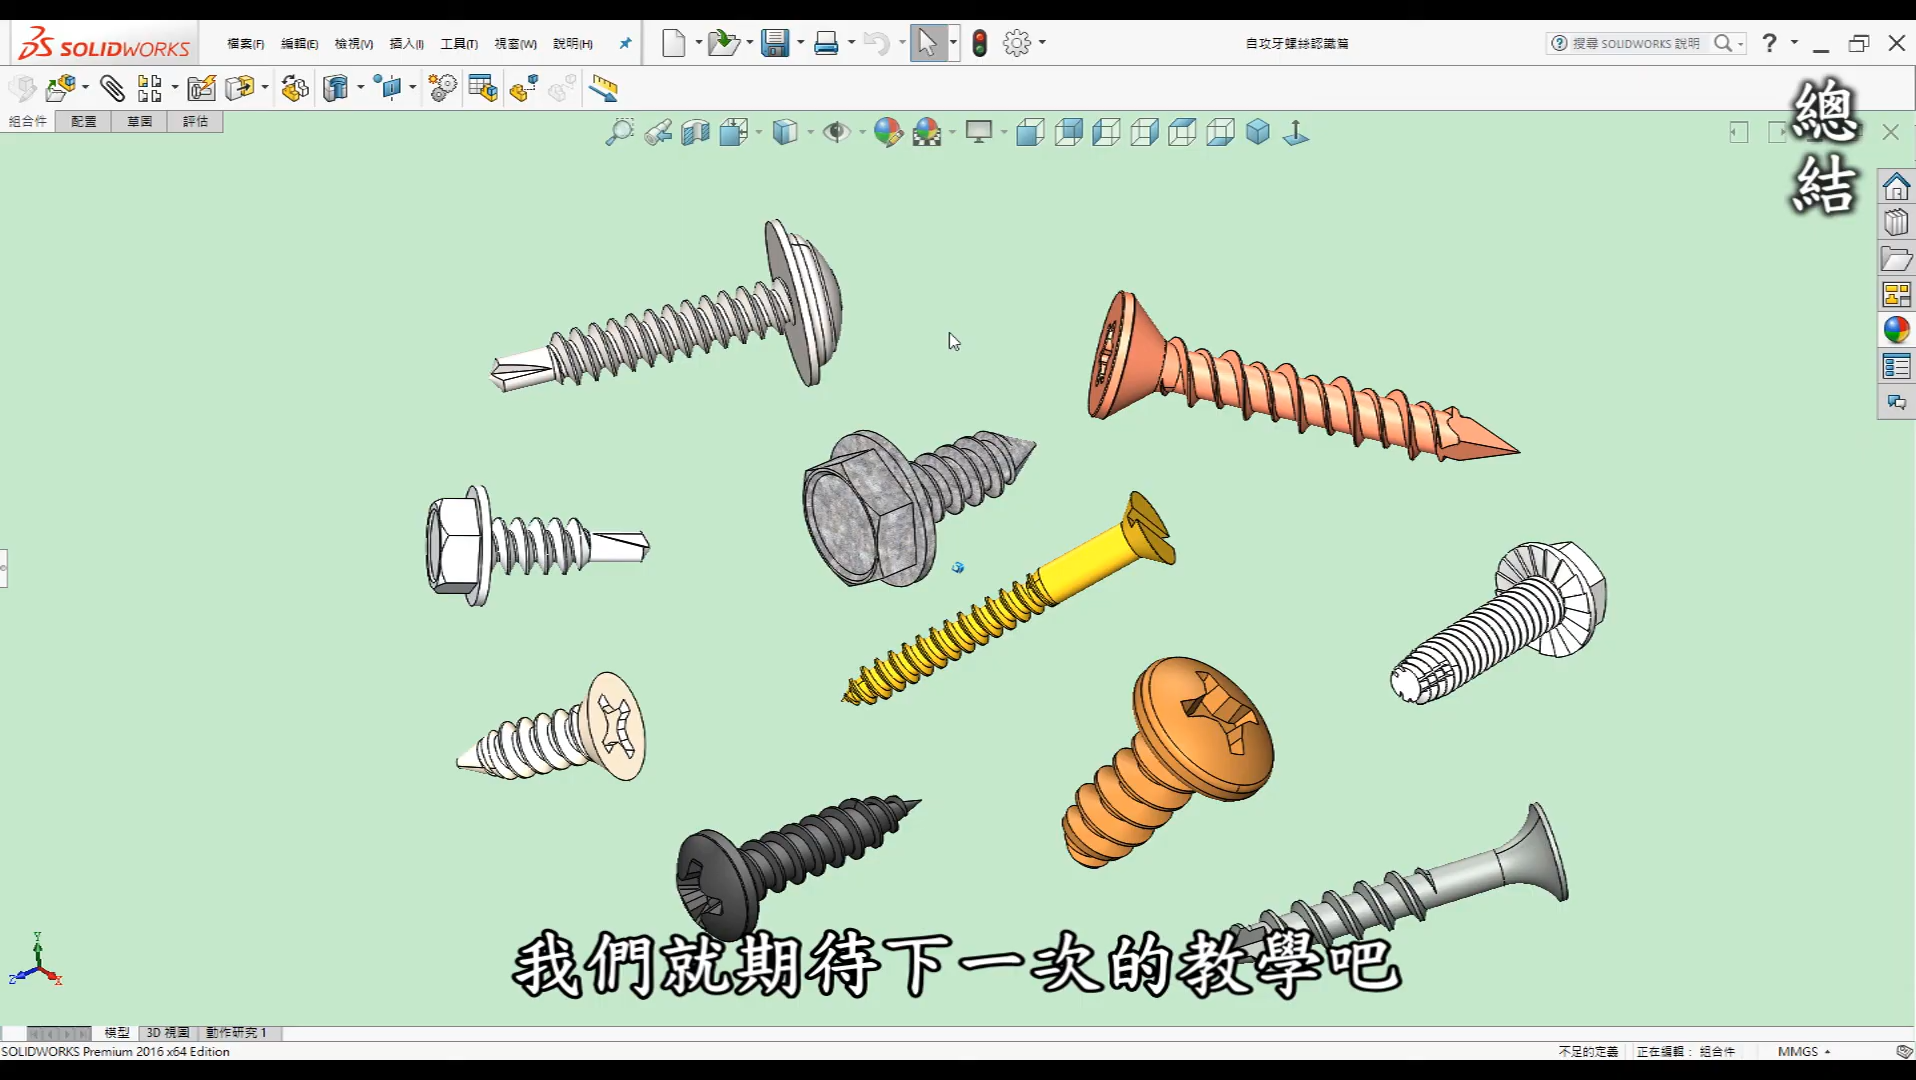 SOLIDWORKS
檔案(F) 編輯(E) 檢視(V) 插入(I) 工具(T) 視窗(W) 說明(H)
自攻牙螺絲認識篇
搜尋 SOLIDWORKS 說明
組合件 配置 草圖 評估
總結
我們就期待下一次的教學吧
Y
Z
X
模型 3D 視圖 動作研究 1
SOLIDWORKS Premium 2016 x64 Edition
不足的定義 正在編輯： 組合件 MMGS